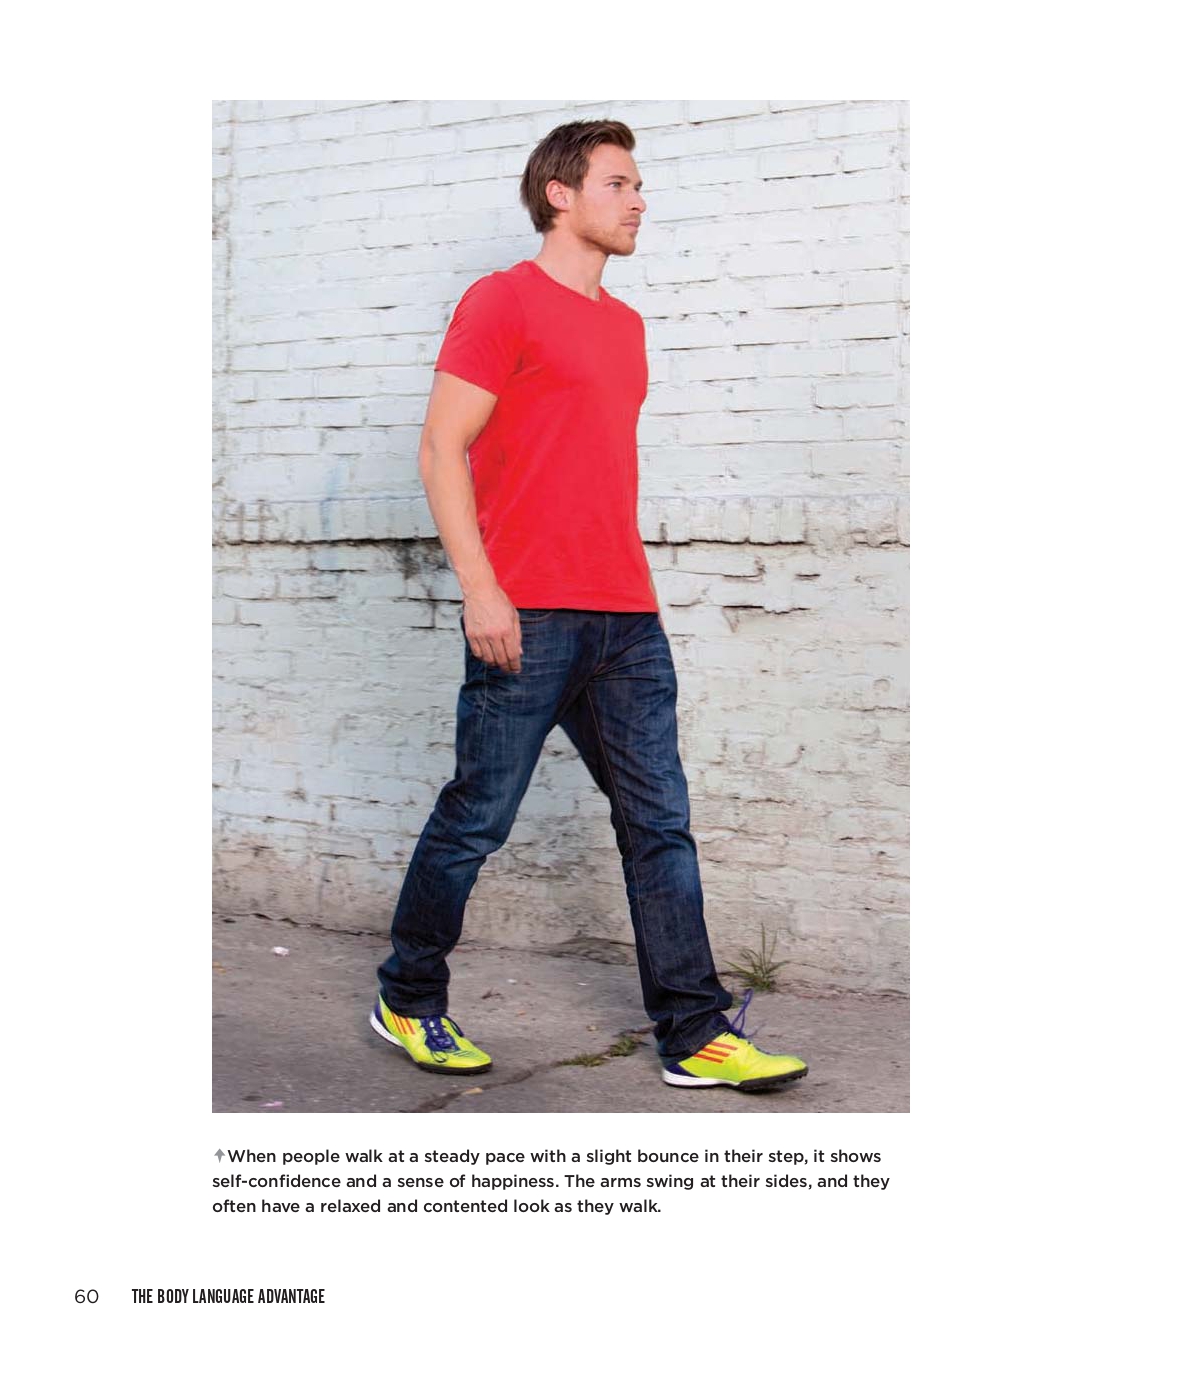 When people walk at a steady pace with a slight bounce in their step, it shows
self-confidence and a sense of happiness. The arms swing at their sides, and they
often have a relaxed and contented look as they walk.
60 THE BODY LANGUAGE ADVANTAGE